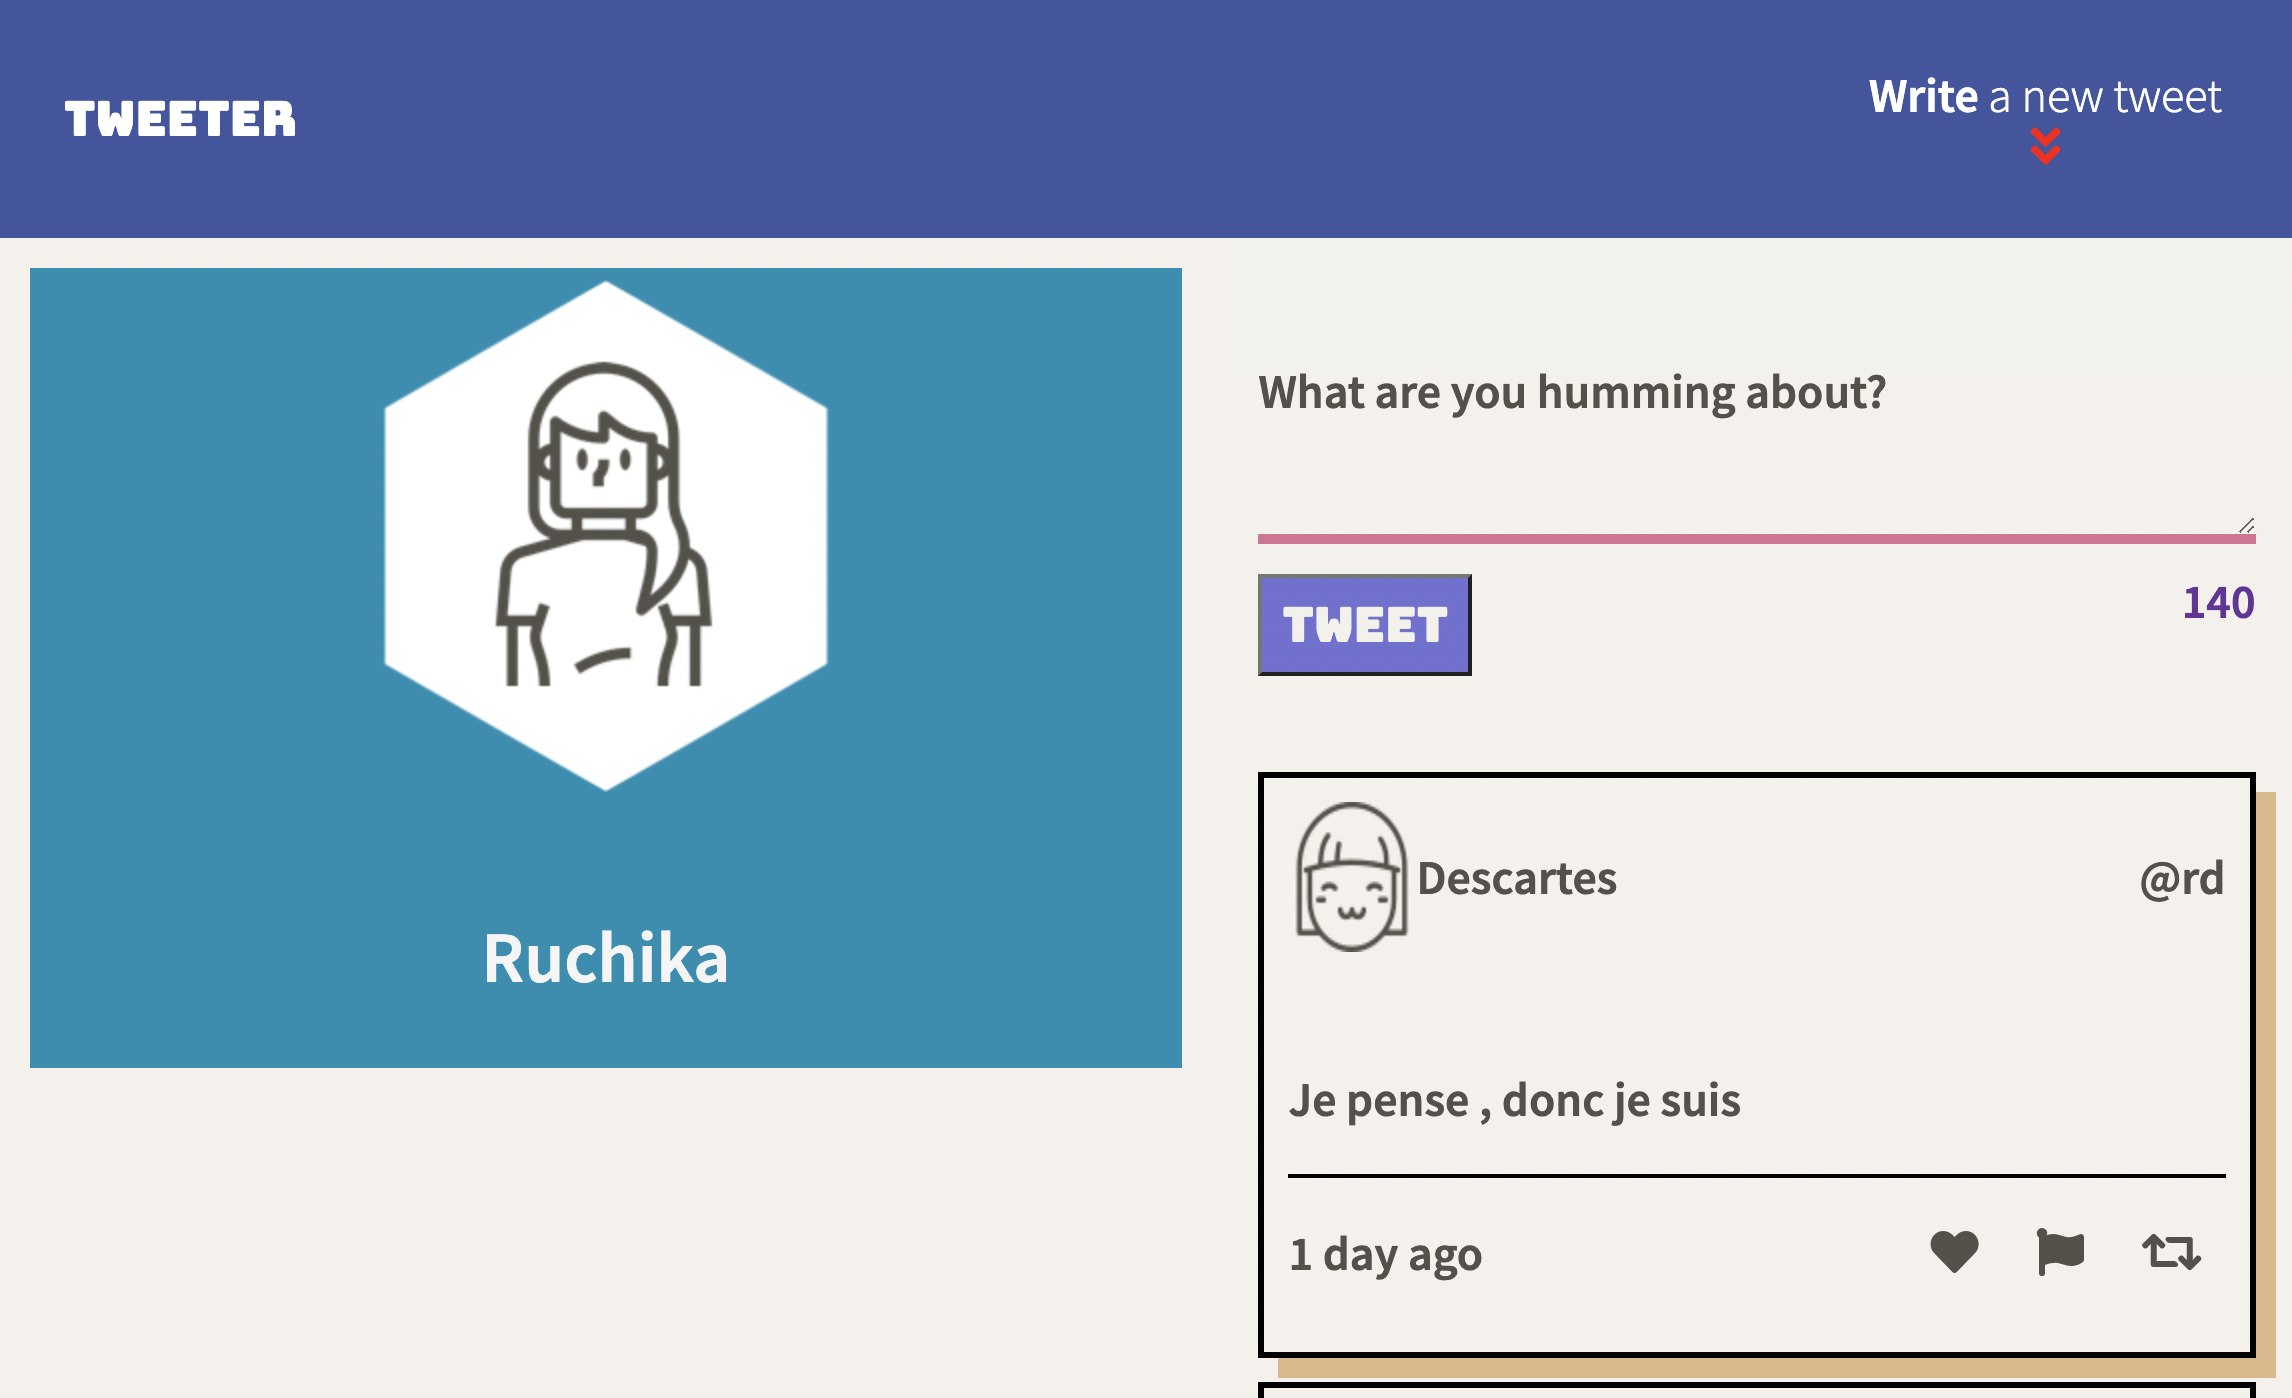 TWEETER
Write a new tweet
Ruchika
What are you humming about?
TWEET
140
Descartes
@rd
Je pense , donc je suis
1 day ago